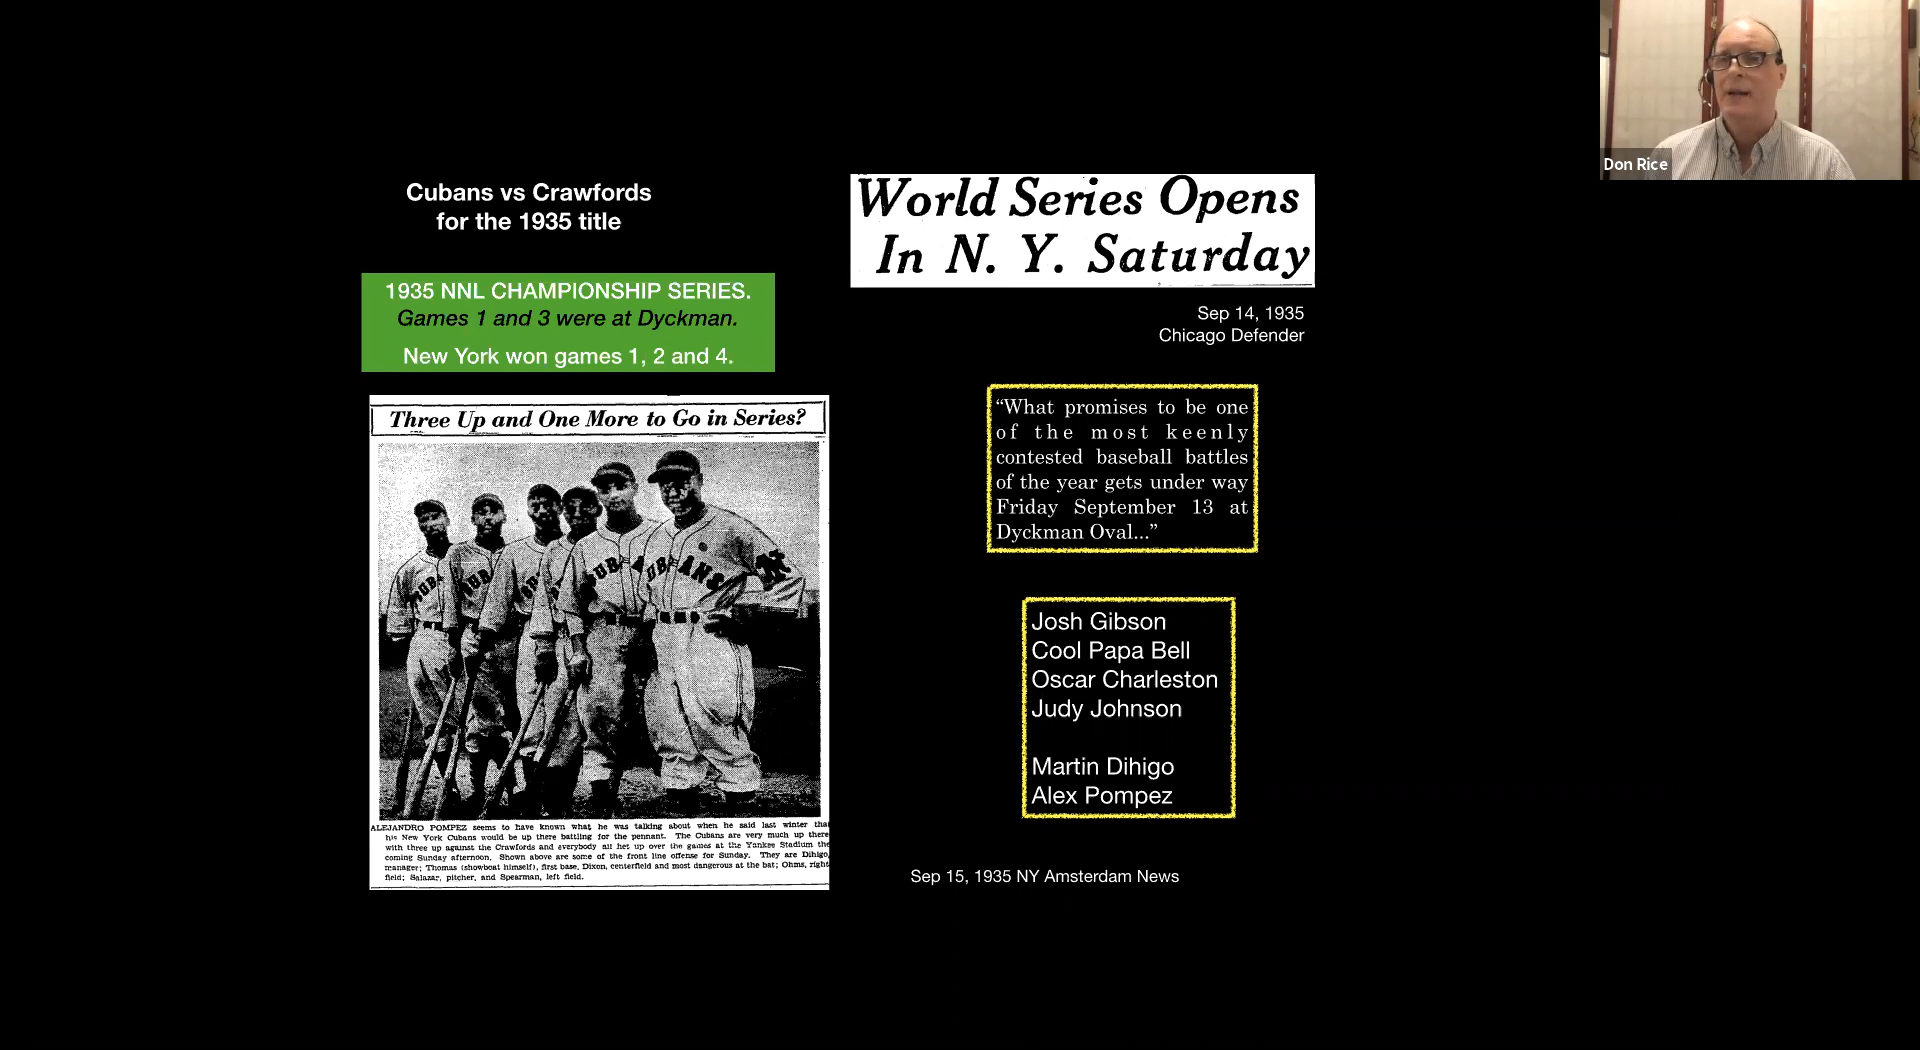 Cubans vs Crawfords
for the 1935 title
1935 NNL CHAMPIONSHIP SERIES.
Games 1 and 3 were at Dyckman.
New York won games 1, 2 and 4.
Three Up and One More to Go in Series?
CUBANS
ALEJANDRO POMPEZ seems to have known what he was talking about when he said last winter that
his New York Cubans would be up there battling for the pennant. The Cubans are very much up there
with three up against the Crawfords and everybody all het up over the games at the Yankee Stadium the
coming Sunday afternoon. Shown above are some of the front line offense for Sunday. They are Dihigo,
manager; Thomas (showboat himself), first base, Dixon, centerfield and most dangerous at the bat; Ohms, right
field; Salazar, pitcher, and Spearman, left field.
World Series Opens
In N. Y. Saturday
Sep 14, 1935
Chicago Defender
“What promises to be one
of the most keenly
contested baseball battles
of the year gets under way
Friday September 13 at
Dyckman Oval...”
Josh Gibson
Cool Papa Bell
Oscar Charleston
Judy Johnson
Martin Dihigo
Alex Pompez
Sep 15, 1935 NY Amsterdam News
Don Rice